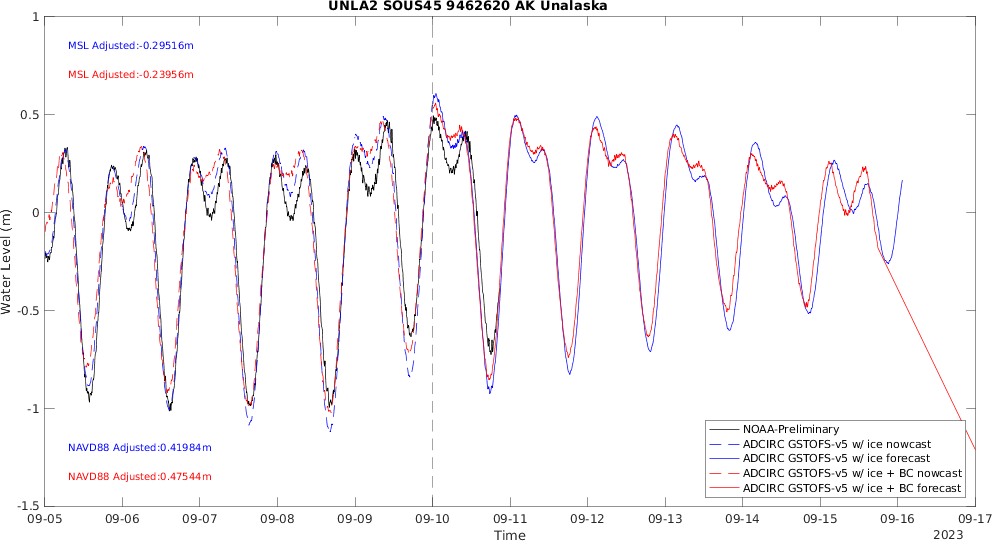 UNLA2 SOUS45 9462620 AK Unalaska
MSL Adjusted:-0.29516m
MSL Adjusted:-0.23956m
NAVD88 Adjusted:0.41984m
NAVD88 Adjusted:0.47544m
Water Level (m)
1
0.5
0
-0.5
-1
-1.5
NOAA-Preliminary
ADCIRC GSTOFS-v5 w/ ice nowcast
ADCIRC GSTOFS-v5 w/ ice forecast
ADCIRC GSTOFS-v5 w/ ice + BC nowcast
ADCIRC GSTOFS-v5 w/ ice + BC forecast
09-05 09-06 09-07 09-08 09-09 09-10 09-11 09-12 09-13 09-14 09-15 09-16 09-17
Time
2023